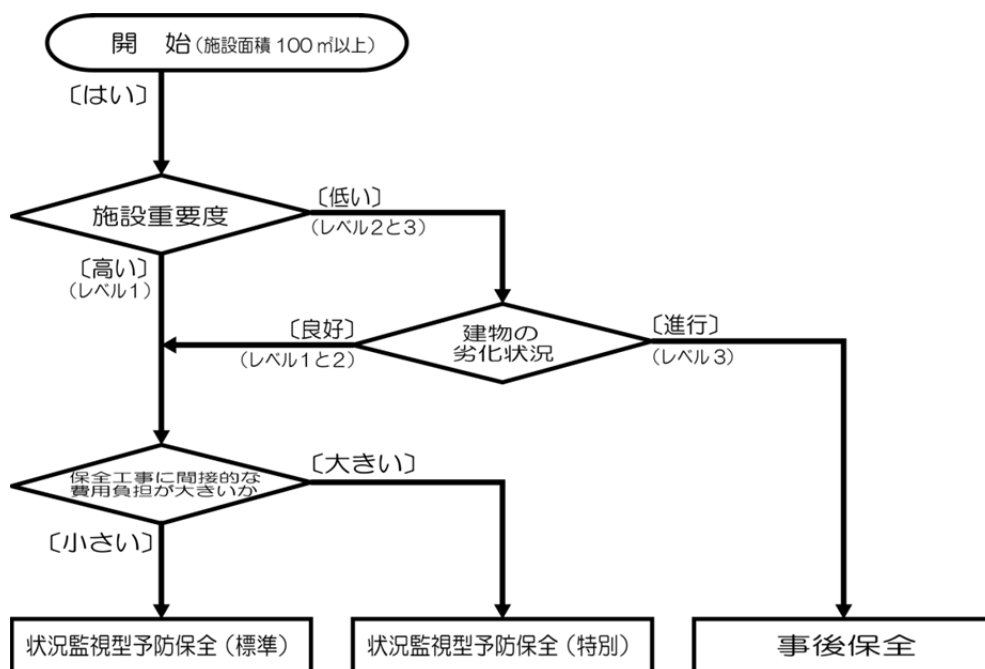 開　始（施設面積100㎡以上）
〔はい〕
施設重要度
〔低い〕
（レベル2と3）
〔高い〕
（レベル1）
建物の
劣化状況
〔良好〕
（レベル1と2）
〔進行〕
（レベル3）
保全工事に間接的な
費用負担が大きいか
〔大きい〕
〔小さい〕
状況監視型予防保全（標準）
状況監視型予防保全（特別）
事後保全